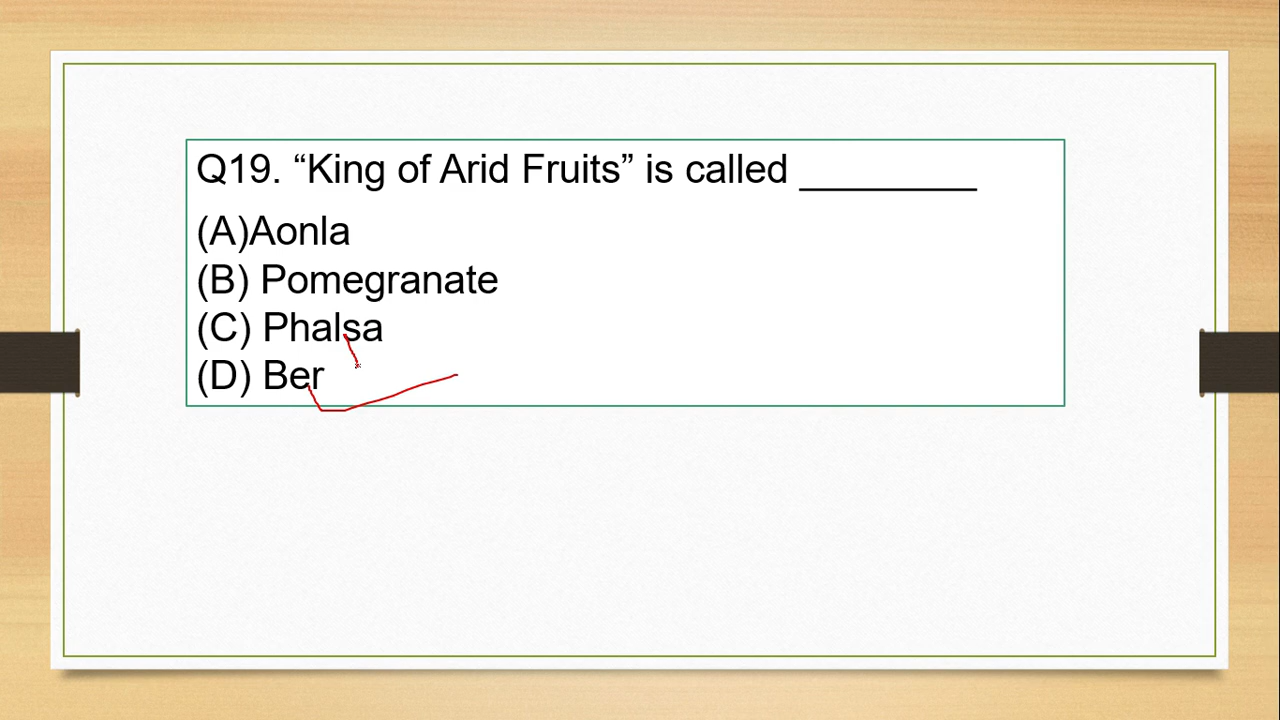 Q19. “King of Arid Fruits” is called ________
(A)Aonla
(B) Pomegranate
(C) Phalsa
(D) Ber